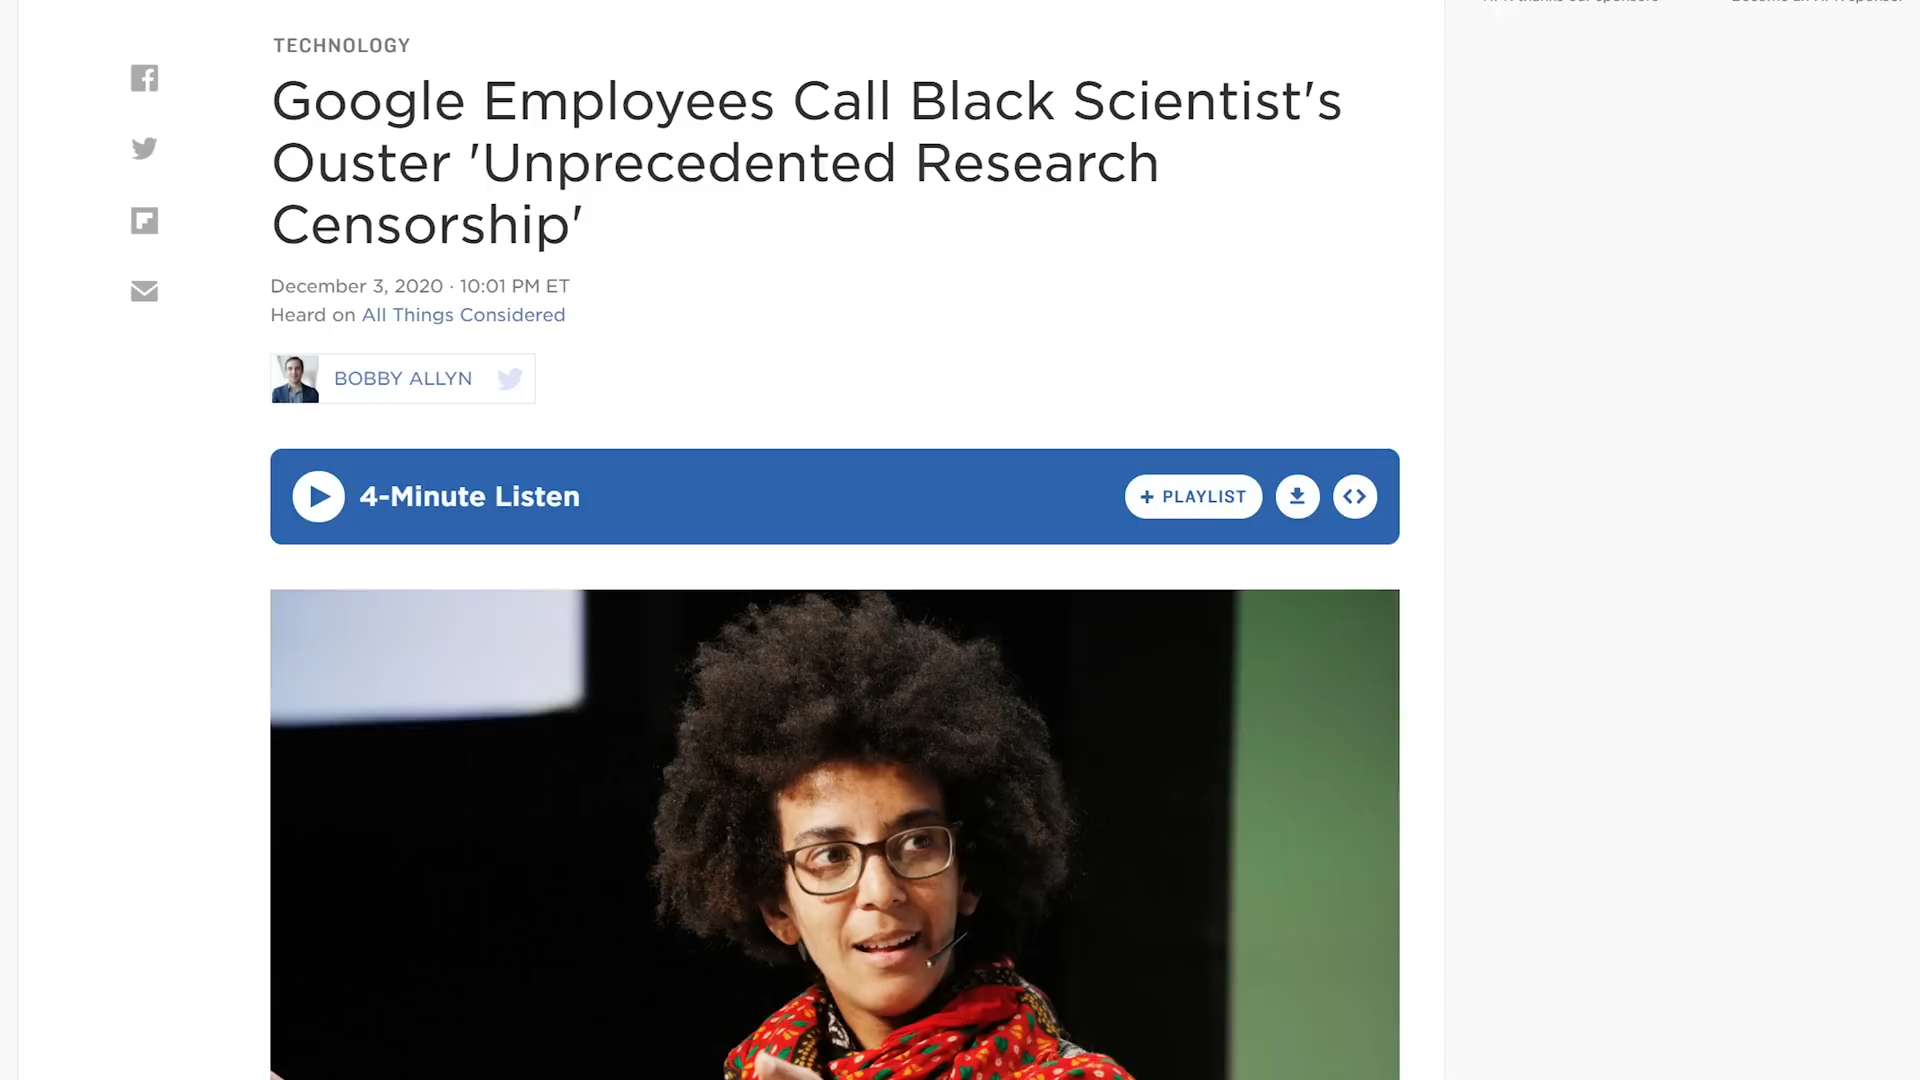 TECHNOLOGY
Google Employees Call Black Scientist's
Ouster 'Unprecedented Research
Censorship'
December 3, 2020 · 10:01 PM ET
Heard on All Things Considered
BOBBY ALLYN
4-Minute Listen
+ PLAYLIST